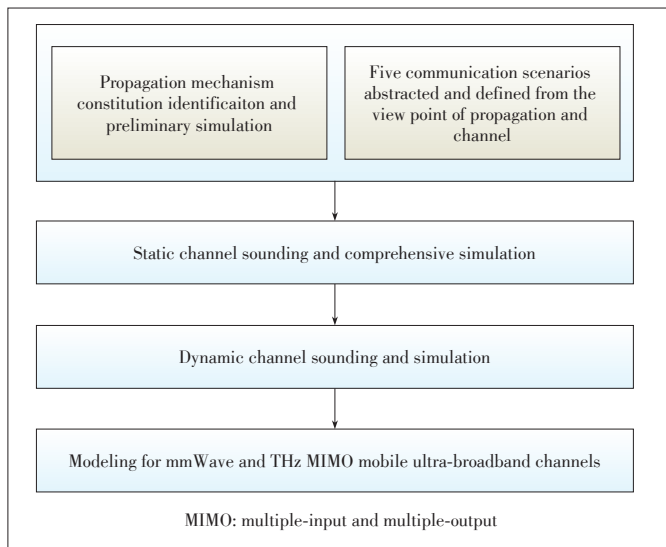 Propagation mechanism
constitution identificaiton and
preliminary simulation
Five communication scenarios
abstracted and defined from the
view point of propagation and
channel
Static channel sounding and comprehensive simulation
Dynamic channel sounding and simulation
Modeling for mmWave and THz MIMO mobile ultra-broadband channels
MIMO: multiple-input and multiple-output